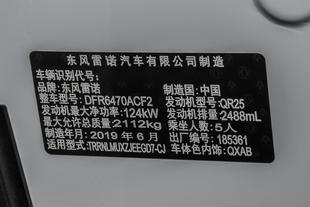 东风雷诺汽车有限公司制造
车辆识别代号：
品牌：东风雷诺 制造国：中国
整车型号：DFR6470ACF2 发动机型号：QR25
发动机最大净功率：124kW 发动机排量：2488mL
最大允许总质量：2112kg 乘坐人数：5人
制造年月：2019年6月 出厂编号：185361
适用型式：TRRNLMUXZJEEGD7-CJ 车体色内饰：QXAB